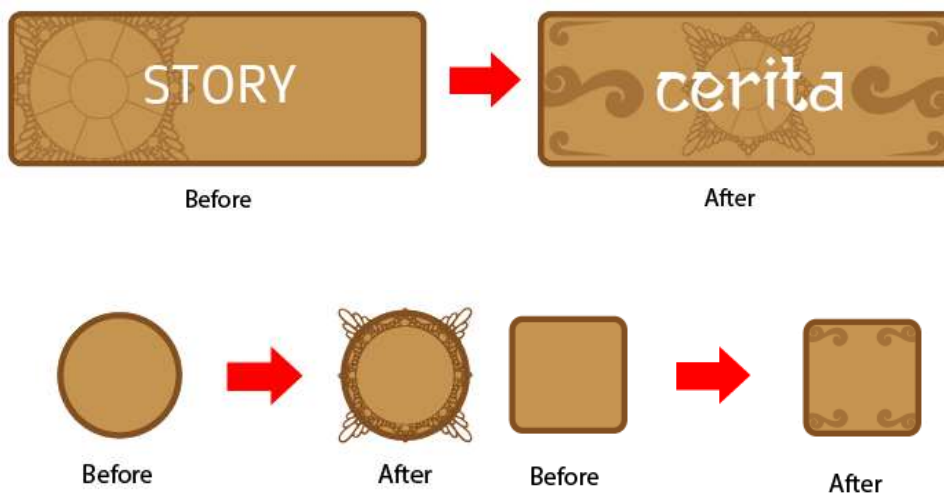 STORY
cerita
Before
After
Before
After
Before
After